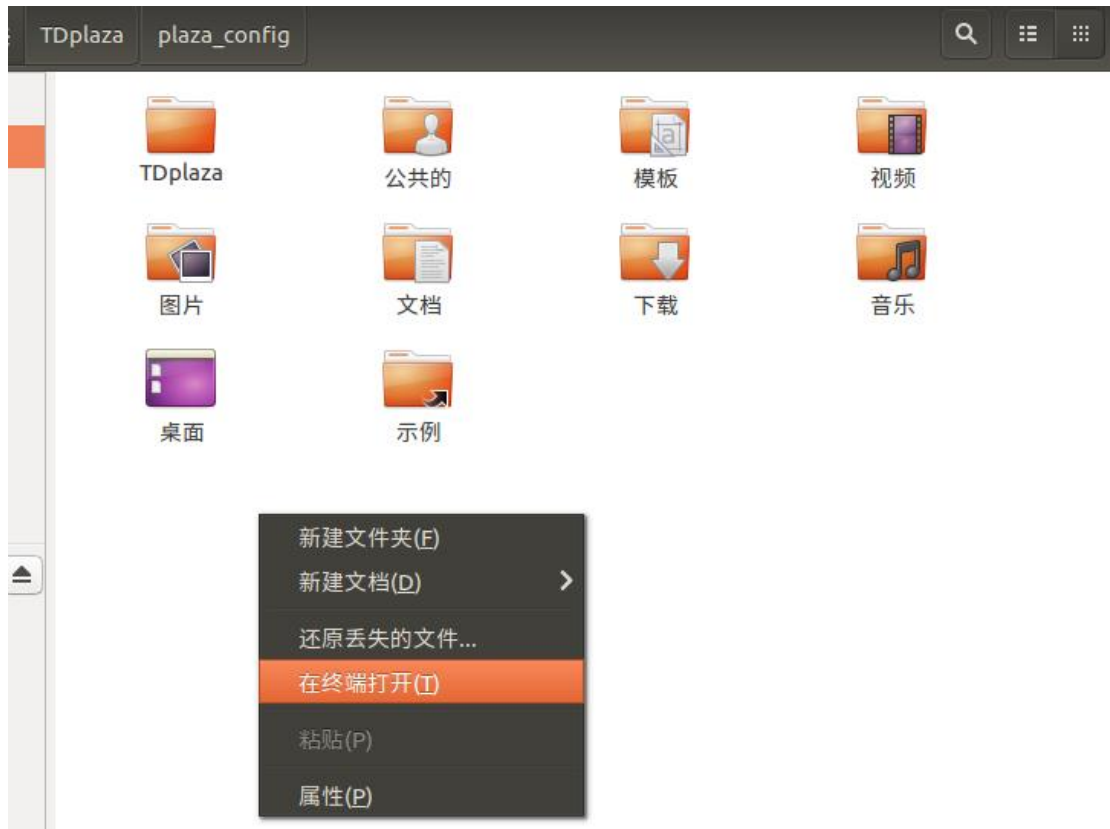 TDplaza plaza_config
TDplaza 公共的 模板 视频
图片 文档 下载 音乐
桌面 示例
新建文件夹(F)
新建文档(D)
还原丢失的文件...
在终端打开(T)
粘贴(P)
属性(P)